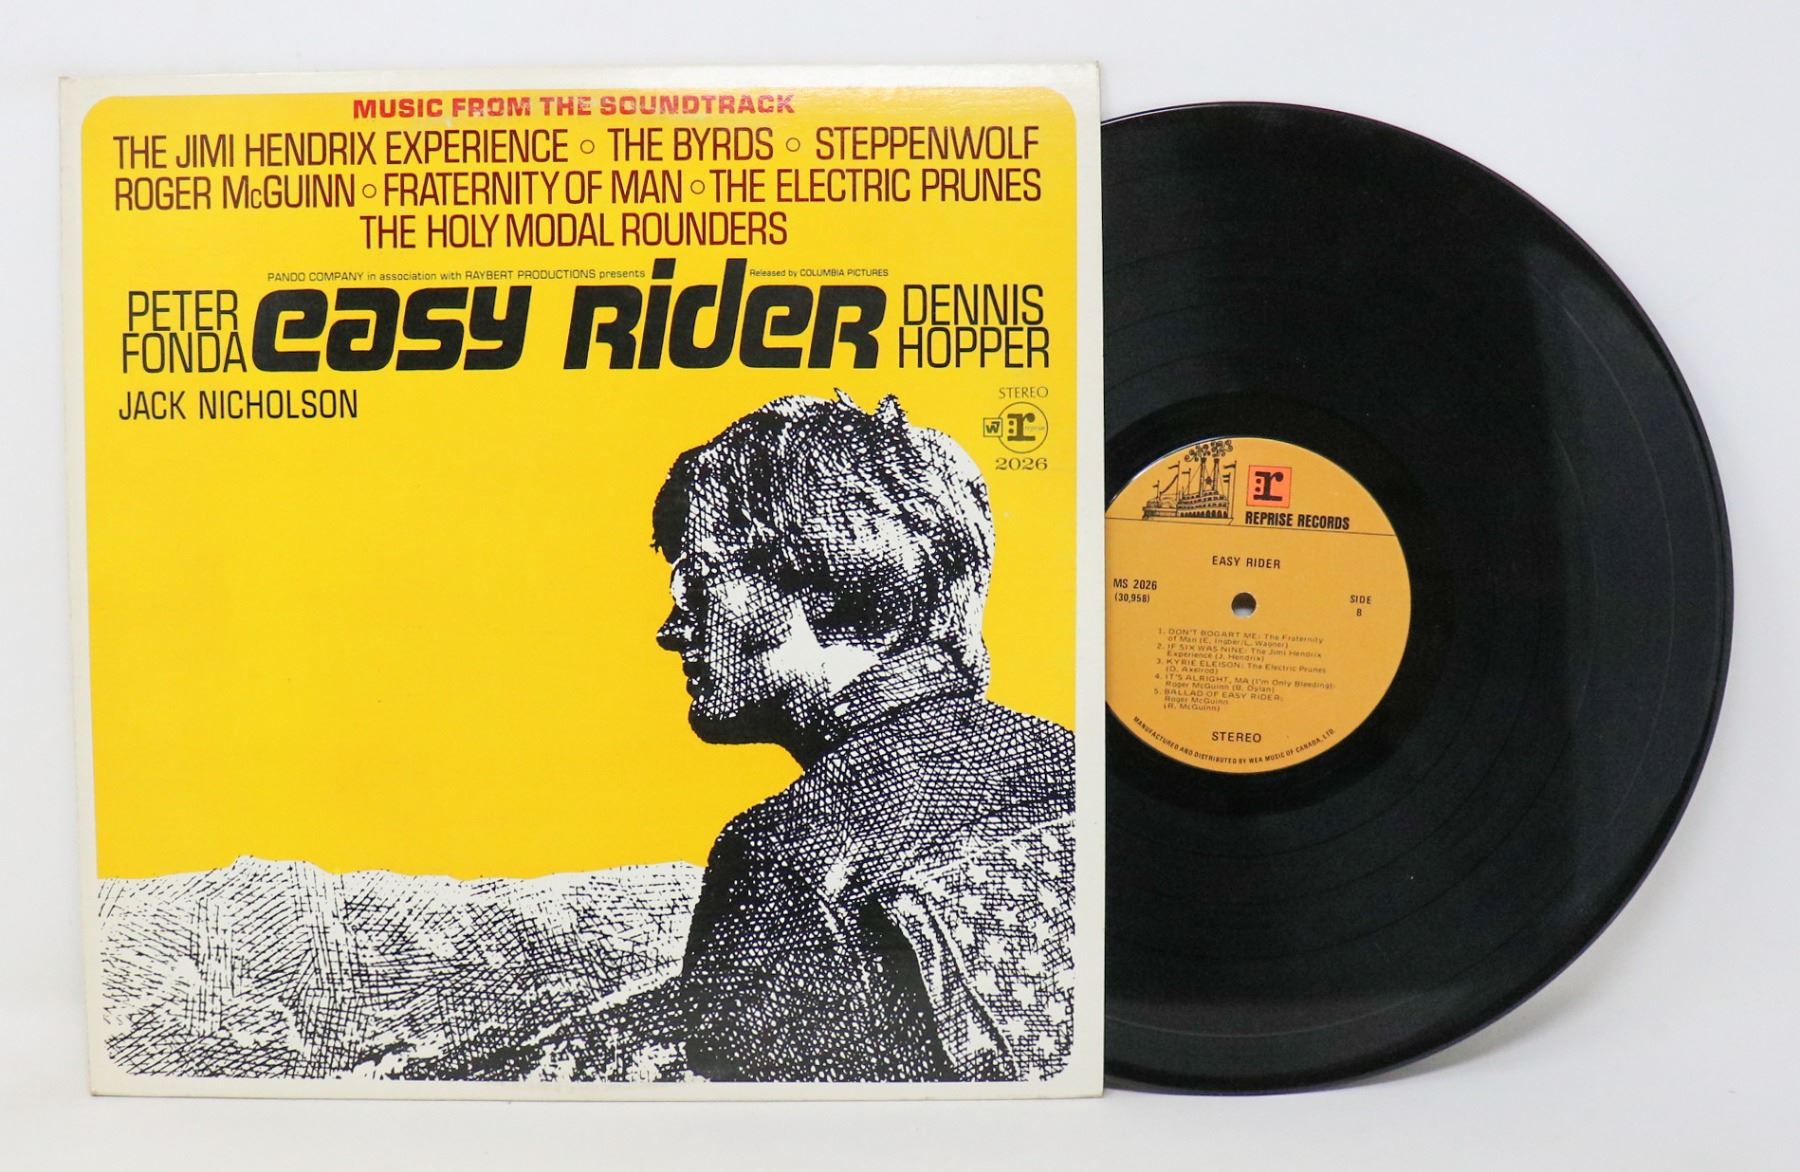 MUSIC FROM THE SOUNDTRACK
THE JIMI HENDRIX EXPERIENCE ○ THE BYRDS ○ STEPPENWOLF
ROGER McGUINN ○ FRATERNITY OF MAN ○ THE ELECTRIC PRUNES
THE HOLY MODAL ROUNDERS
PANDO COMPANY in association with RAYBERT PRODUCTIONS presents
Released by COLUMBIA PICTURES
PETER
FONDA
easy RideR
DENNIS
HOPPER
JACK NICHOLSON
STEREO
W r reprise
2026
r
REPRISE RECORDS
EASY RIDER
MS 2026
(30,958)
SIDE
B
1. DON'T BOGART ME: The Fraternity
of Man (E. Ingber/L. Wagner)
2. IF SIX WAS NINE: The Jimi Hendrix
Experience (J. Hendrix)
3. KYRIE ELEISON: The Electric Prunes
(D. Axelrod)
4. IT'S ALRIGHT, MA (I'm Only Bleeding):
Roger McGuinn (B. Dylan)
5. BALLAD OF EASY RIDER:
Roger McGuinn
(R. McGuinn)
STEREO
MANUFACTURED AND DISTRIBUTED BY WEA MUSIC OF CANADA, LTD.